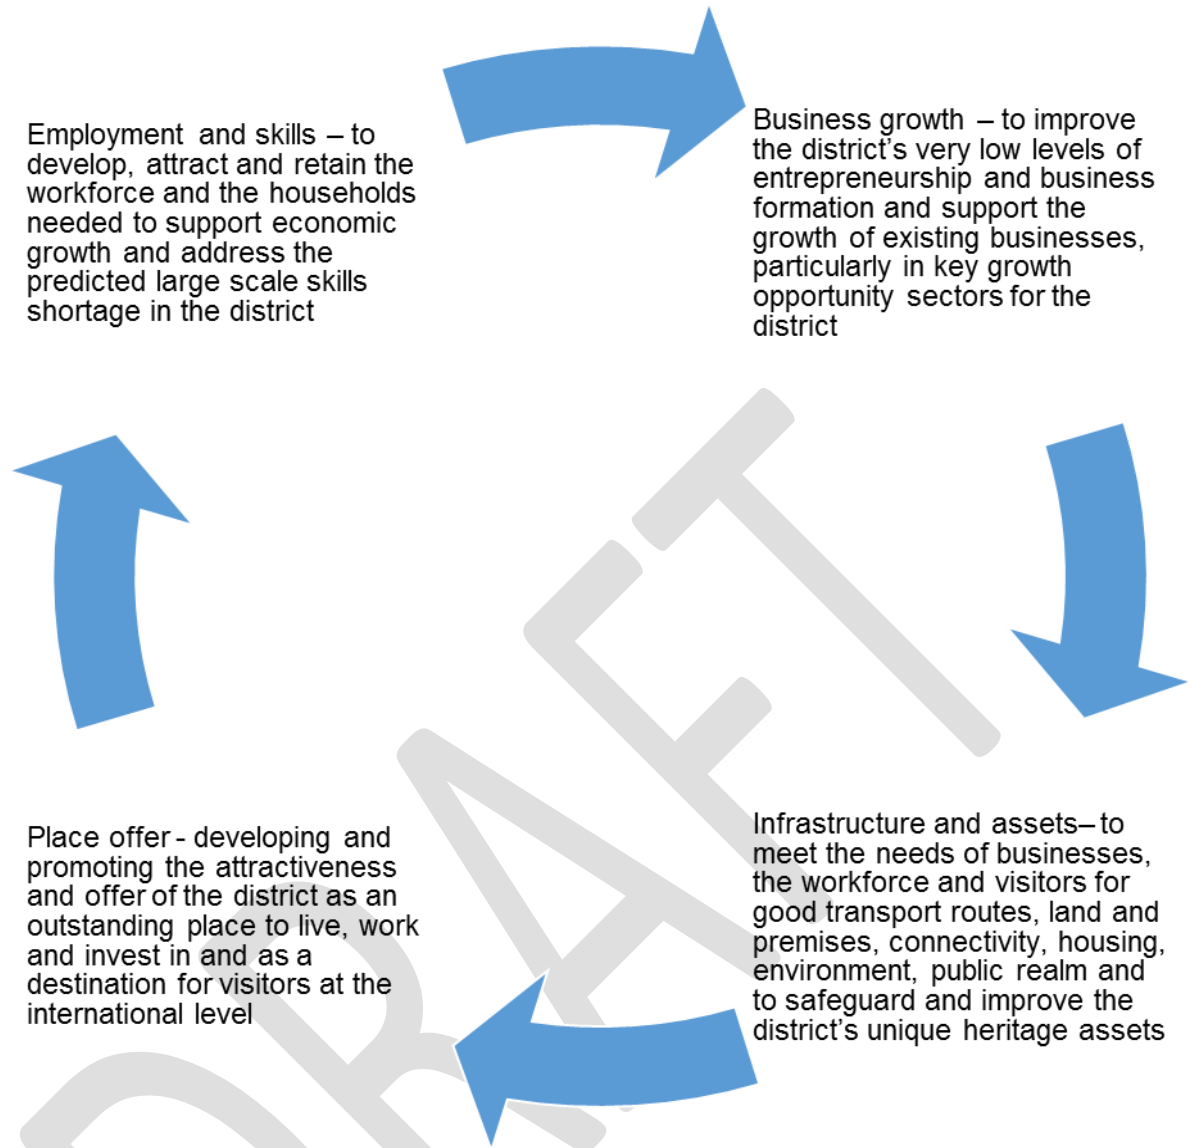 Employment and skills – to
develop, attract and retain the
workforce and the households
needed to support economic
growth and address the
predicted large scale skills
shortage in the district
Business growth – to improve
the district's very low levels of
entrepreneurship and business
formation and support the
growth of existing businesses,
particularly in key growth
opportunity sectors for the
district
Infrastructure and assets– to
meet the needs of businesses,
the workforce and visitors for
good transport routes, land and
premises, connectivity, housing,
environment, public realm and
to safeguard and improve the
district's unique heritage assets
Place offer - developing and
promoting the attractiveness
and offer of the district as an
outstanding place to live, work
and invest in and as a
destination for visitors at the
international level
DRAFT